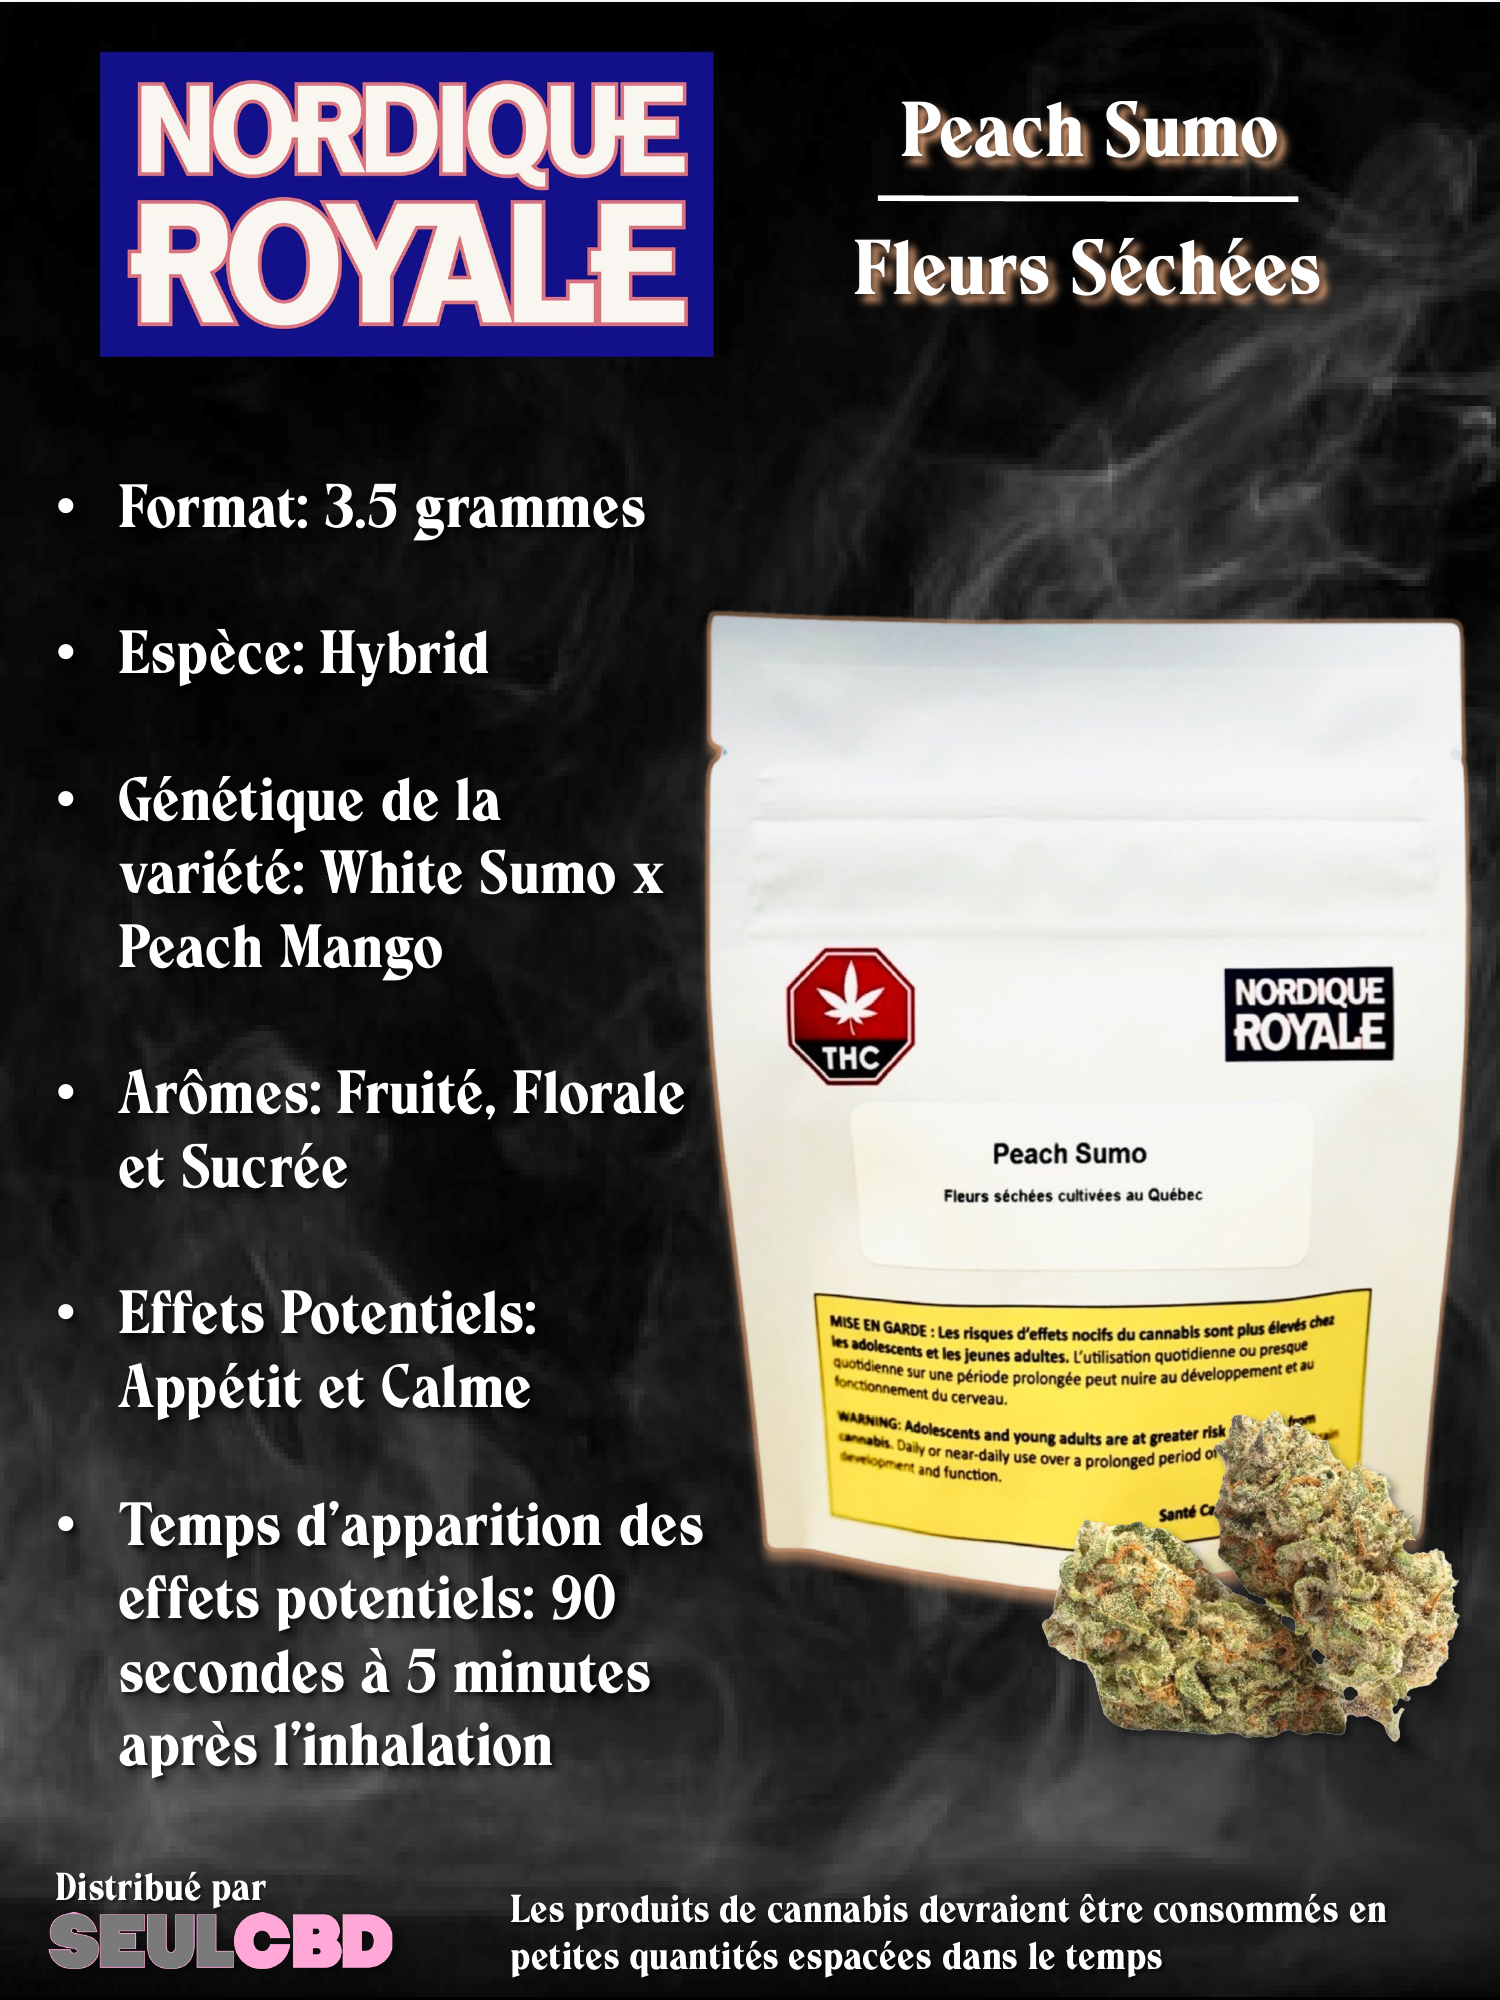 NORDIQUE
ROYALE
Peach Sumo
Fleurs Séchées
• Format: 3.5 grammes
• Espèce: Hybrid
• Génétique de la
variété: White Sumo x
Peach Mango
• Arômes: Fruité, Florale
et Sucrée
• Effets Potentiels:
Appétit et Calme
• Temps d'apparition des
effets potentiels: 90
secondes à 5 minutes
après l'inhalation
THC
NORDIQUE
ROYALE
Peach Sumo
Fleurs séchées cultivées au Québec
MISE EN GARDE : Les risques d'effets nocifs du cannabis sont plus élevés chez
les adolescents et les jeunes adultes. L'utilisation quotidienne ou presque
quotidienne sur une période prolongée peut nuire au développement et au
fonctionnement du cerveau.
WARNING: Adolescents and young adults are at greater risk from
cannabis. Daily or near-daily use over a prolonged period
development and function.
Santé
Distribué par
SEULCBD
Les produits de cannabis devraient être consommés en
petites quantités espacées dans le temps